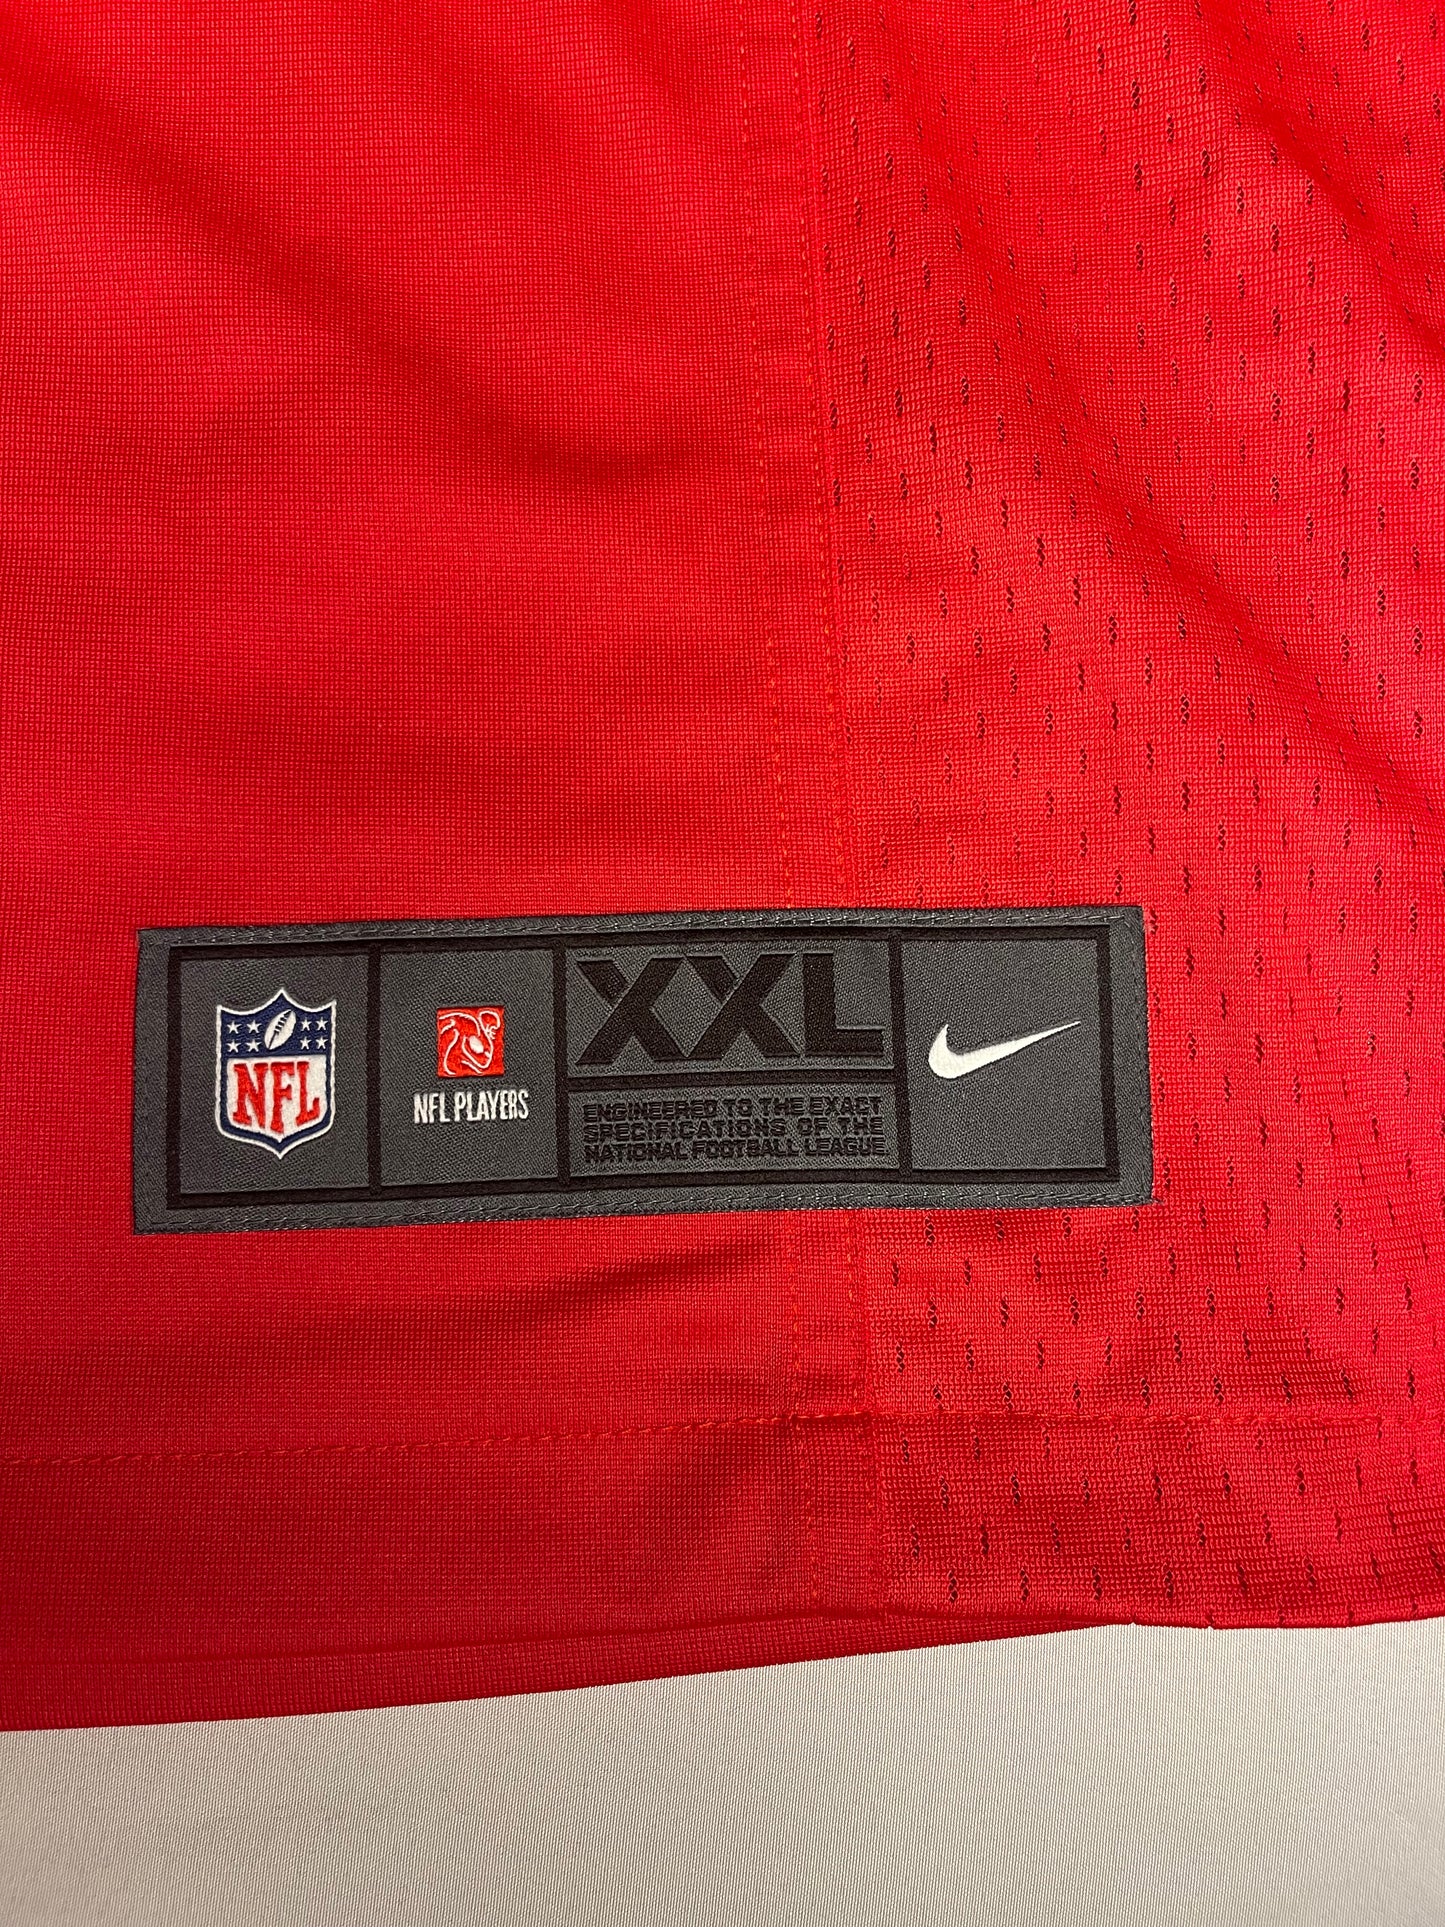 NFL
NFL PLAYERS
XXL
ENGINEERED TO THE EXACT
SPECIFICATIONS OF THE
NATIONAL FOOTBALL LEAGUE